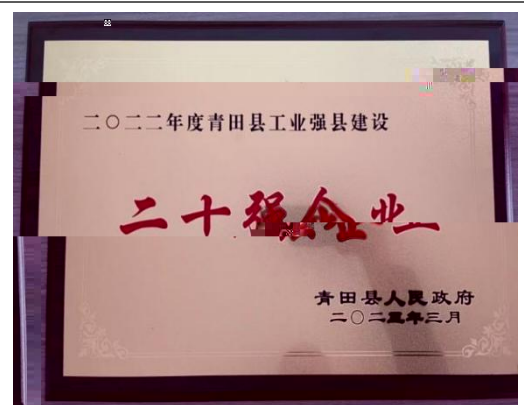 二〇二二年度青田县工业强县建设
二十强企业
青田县人民政府
二〇二三年三月